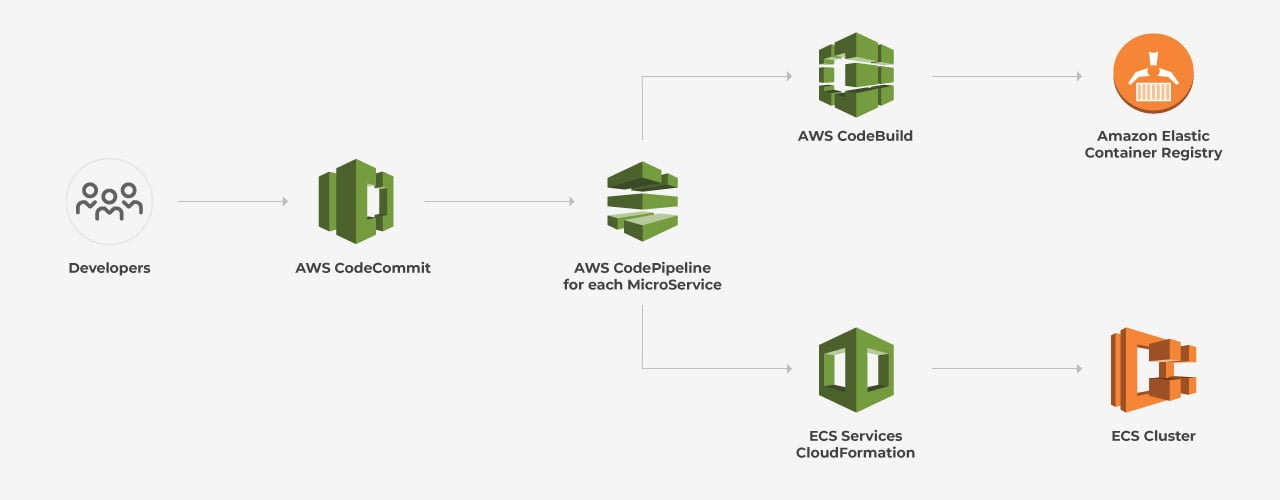 AWS CodeBuild
Amazon Elastic
Container Registry
Developers
AWS CodeCommit
AWS CodePipeline
for each MicroService
ECS Services
CloudFormation
ECS Cluster